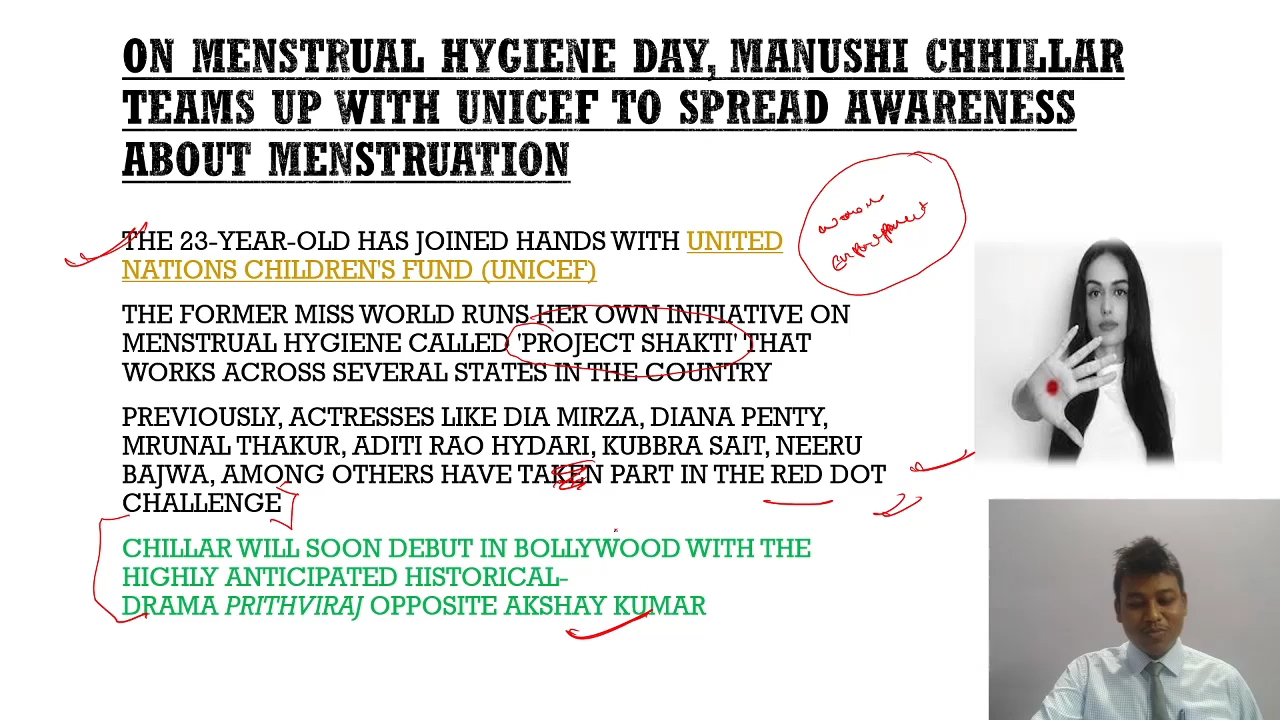 ON MENSTRUAL HYGIENE DAY, MANUSHI CHHILLAR
TEAMS UP WITH UNICEF TO SPREAD AWARENESS
ABOUT MENSTRUATION
women
empowerment
THE 23-YEAR-OLD HAS JOINED HANDS WITH UNITED
NATIONS CHILDREN'S FUND (UNICEF)
THE FORMER MISS WORLD RUNS HER OWN INITIATIVE ON
MENSTRUAL HYGIENE CALLED 'PROJECT SHAKTI' THAT
WORKS ACROSS SEVERAL STATES IN THE COUNTRY
PREVIOUSLY, ACTRESSES LIKE DIA MIRZA, DIANA PENTY,
MRUNAL THAKUR, ADITI RAO HYDARI, KUBBRA SAIT, NEERU
BAJWA, AMONG OTHERS HAVE TAKEN PART IN THE RED DOT
CHALLENGE
CHILLAR WILL SOON DEBUT IN BOLLYWOOD WITH THE
HIGHLY ANTICIPATED HISTORICAL-
DRAMA PRITHVIRAJ OPPOSITE AKSHAY KUMAR